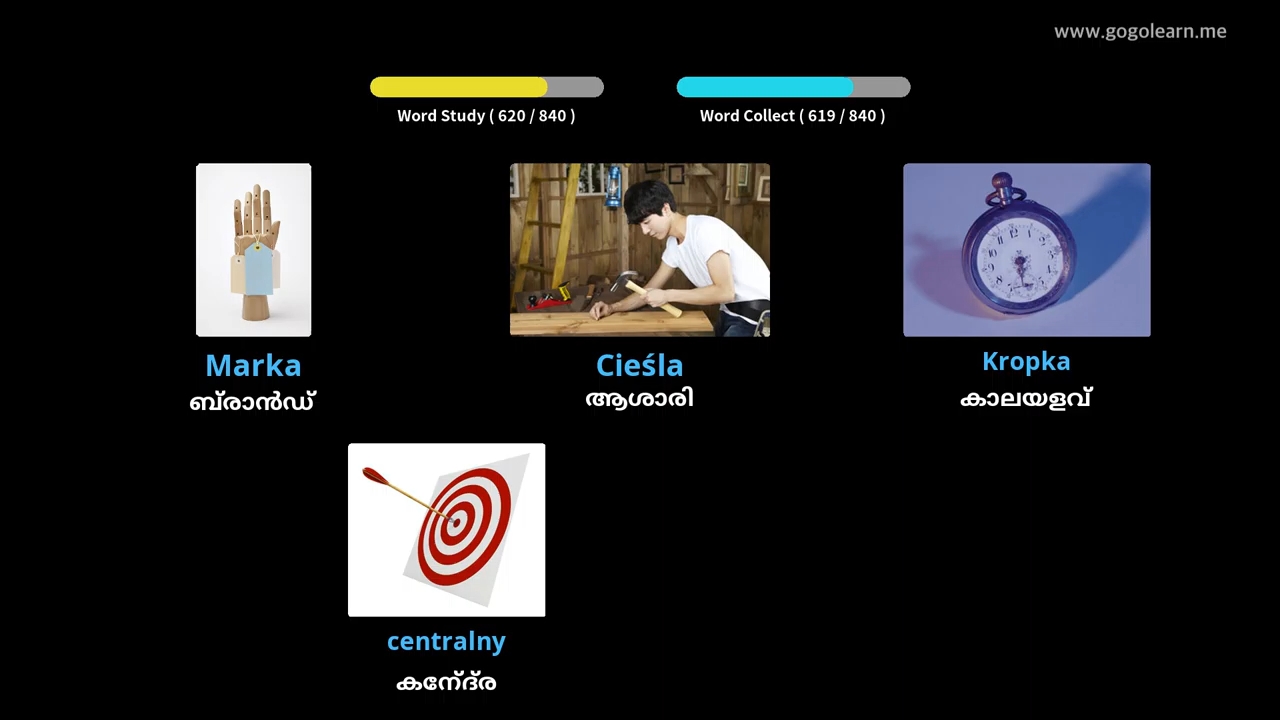 www.gogolearn.me
Word Study ( 620 / 840 )
Word Collect ( 619 / 840 )
Marka
ബ്രാൻഡ്
Cieśla
ആശാരി
Kropka
കാലയളവ്
centralny
കേന്ദ്ര